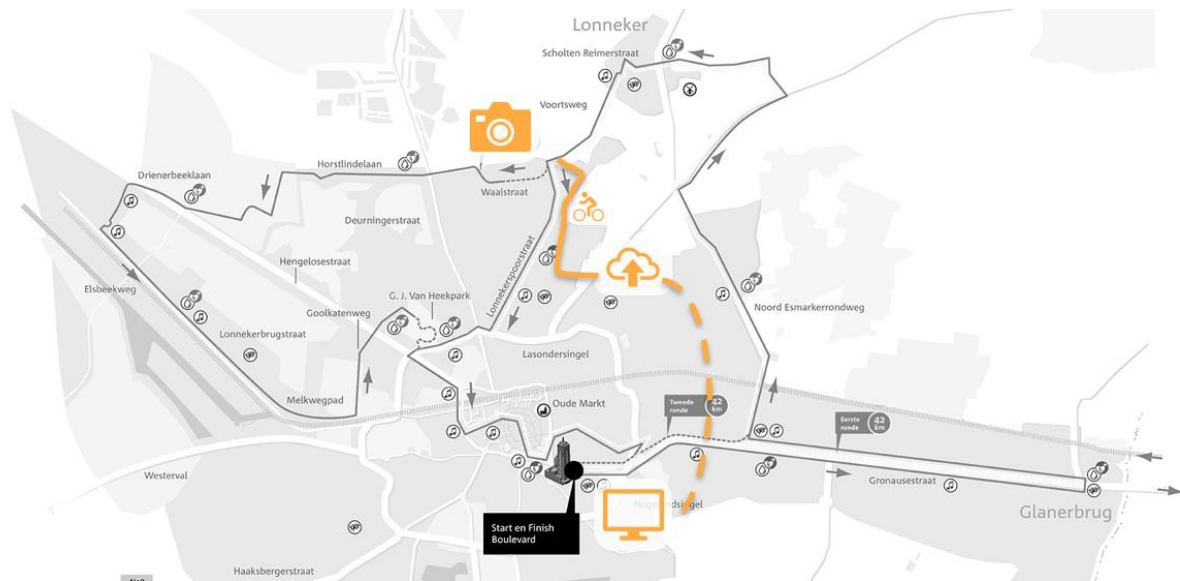 Lonneker
Scholten Reimerstraat
Voortsweg
Drienerbeeklaan
Horstlindelaan
Waalstraat
Deurningerstraat
Hengelosestraat
Elsbeekweg
G. J. Van Heekpark
Lonnekerspoorstraat
Noord Esmarkerrondweg
Goolkatenweg
Lonnekerbrugstraat
Lasondersingel
Melkwegpad
Oude Markt
Tweede
ronde
42
km
Eerste
ronde
42
km
Westerval
Gronausestraat
Glanerbrug
Start en Finish
Boulevard
Haaksbergerstraat